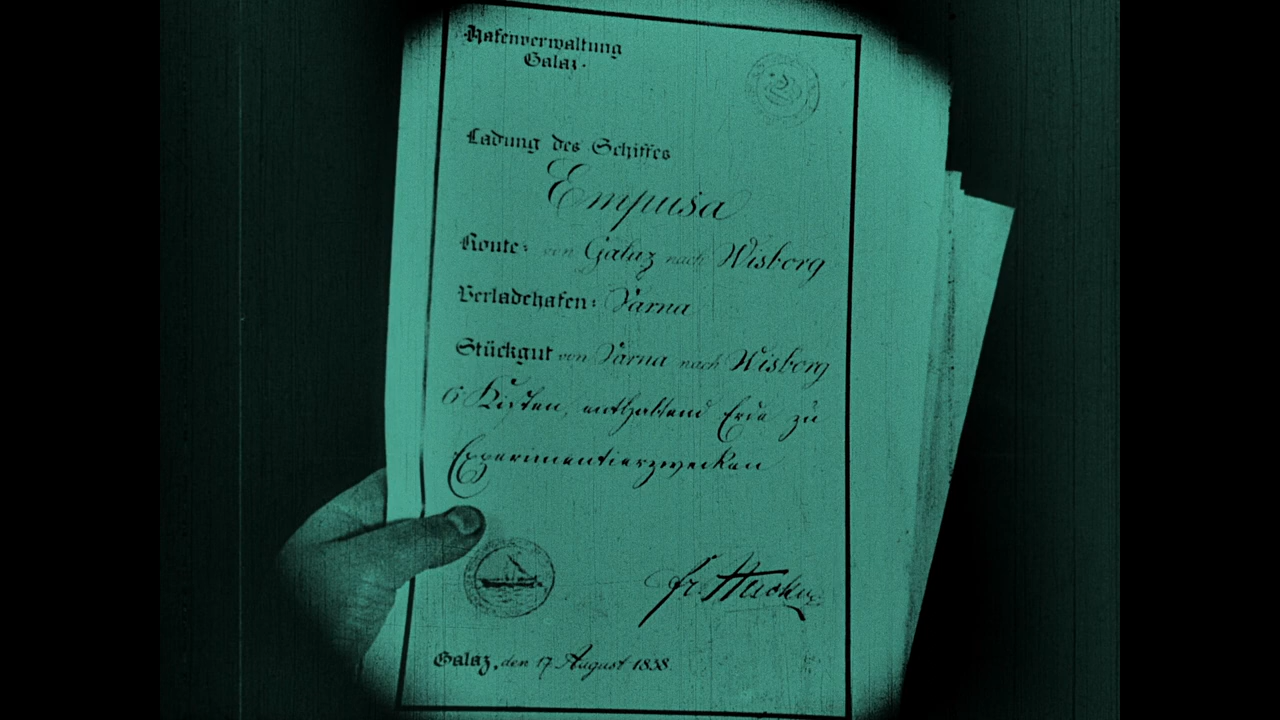 Hafenverwaltung
Galaz.
Ladung des Schiffes
Empusa
Route: von Galaz nach Wisborg
Verladehafen: Varna
Stückgut von Varna nach Wisborg
6 Kisten, enthaltend Erde zu
Experimentierzwecken
Galaz, den 17 August 1838.